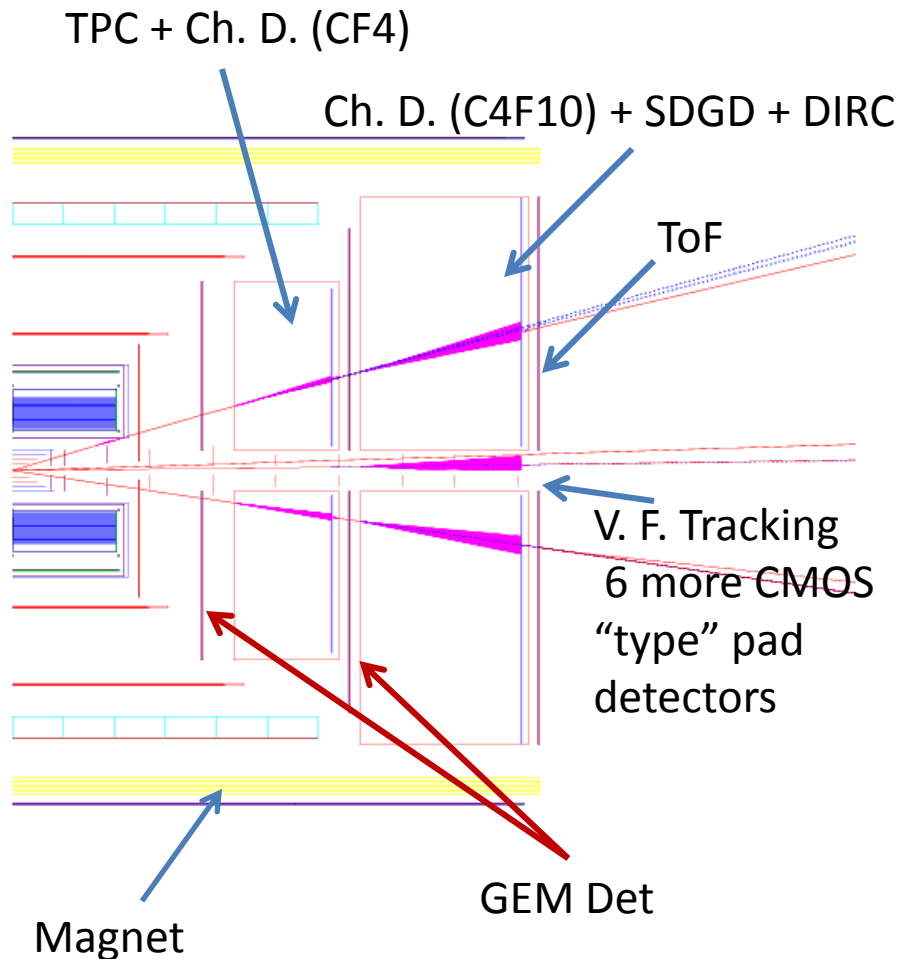 TPC + Ch. D. (CF4)
Ch. D. (C4F10) + SDGD + DIRC
ToF
V. F. Tracking
6 more CMOS
“type” pad
detectors
GEM Det
Magnet